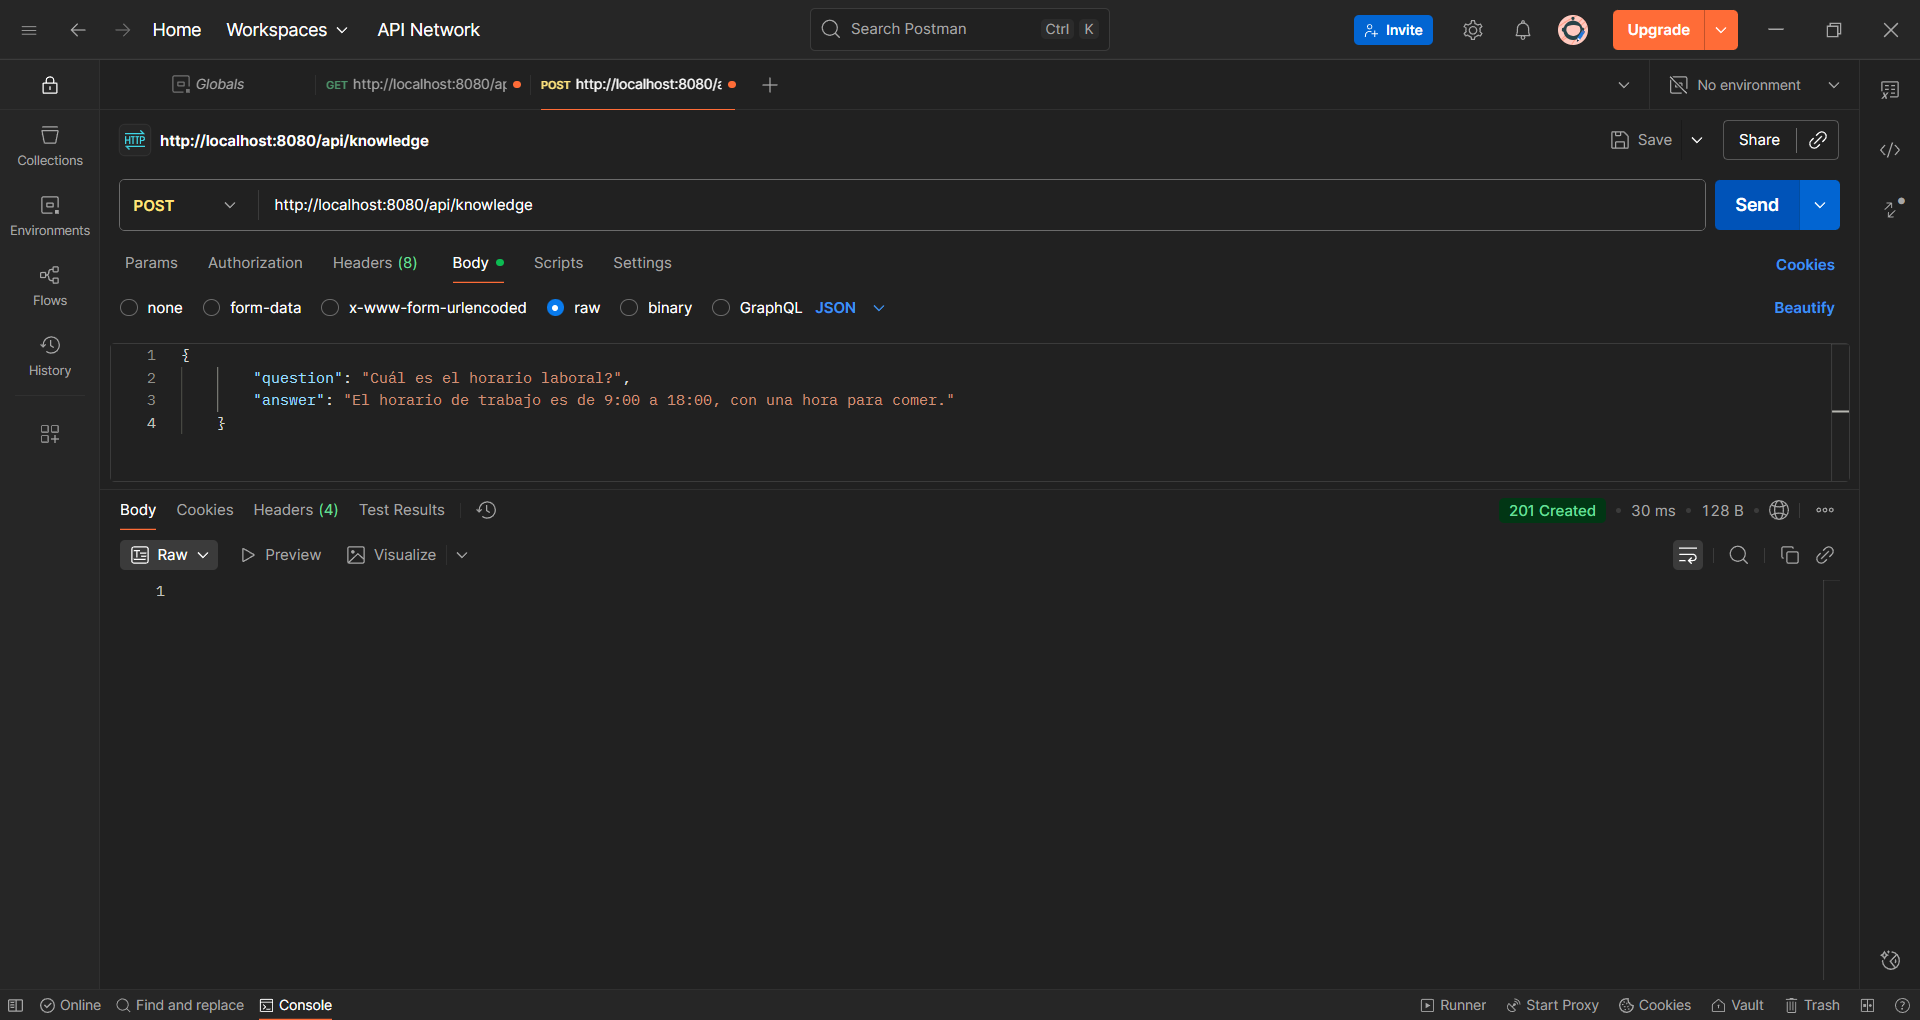 Home Workspaces API Network Search Postman Ctrl K Invite Upgrade
Globals GET http://localhost:8080/ap POST http://localhost:8080/a No environment
HTTP http://localhost:8080/api/knowledge Save Share
Collections
POST http://localhost:8080/api/knowledge Send
Environments
Params Authorization Headers (8) Body Scripts Settings Cookies
Flows
none form-data x-www-form-urlencoded raw binary GraphQL JSON Beautify
History
1 {
2 "question": "Cuál es el horario laboral?",
3 "answer": "El horario de trabajo es de 9:00 a 18:00, con una hora para comer."
4 }
Body Cookies Headers (4) Test Results 201 Created 30 ms 128 B
Raw Preview Visualize
1
Online Find and replace Console Runner Start Proxy Cookies Vault Trash